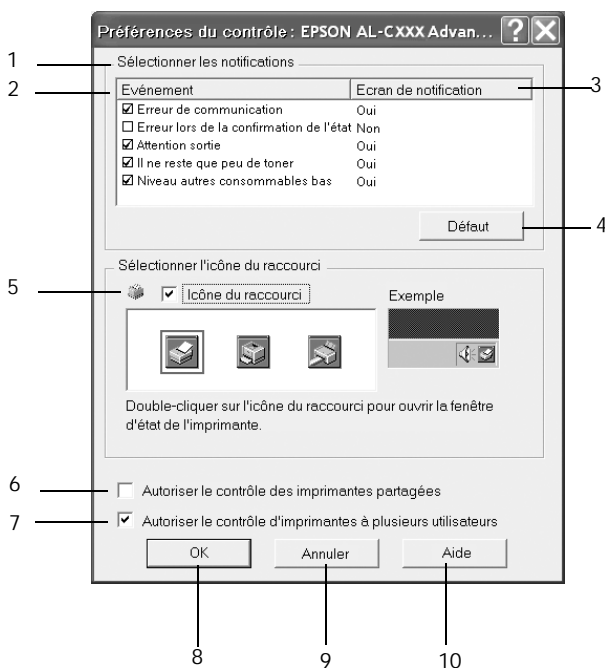 Préférences du contrôle : EPSON AL-CXXX Advan... ?
1
Sélectionner les notifications
2
Evénement Ecran de notification
3
Erreur de communication Oui
Erreur lors de la confirmation de l'état Non
Attention sortie Oui
Il ne reste que peu de toner Oui
Niveau autres consommables bas Oui
Défaut
4
Sélectionner l'icône du raccourci
5
Icône du raccourci
Exemple
Double-cliquer sur l'icône du raccourci pour ouvrir la fenêtre
d'état de l'imprimante.
6
Autoriser le contrôle des imprimantes partagées
7
Autoriser le contrôle d'imprimantes à plusieurs utilisateurs
OK Annuler Aide
8 9 10